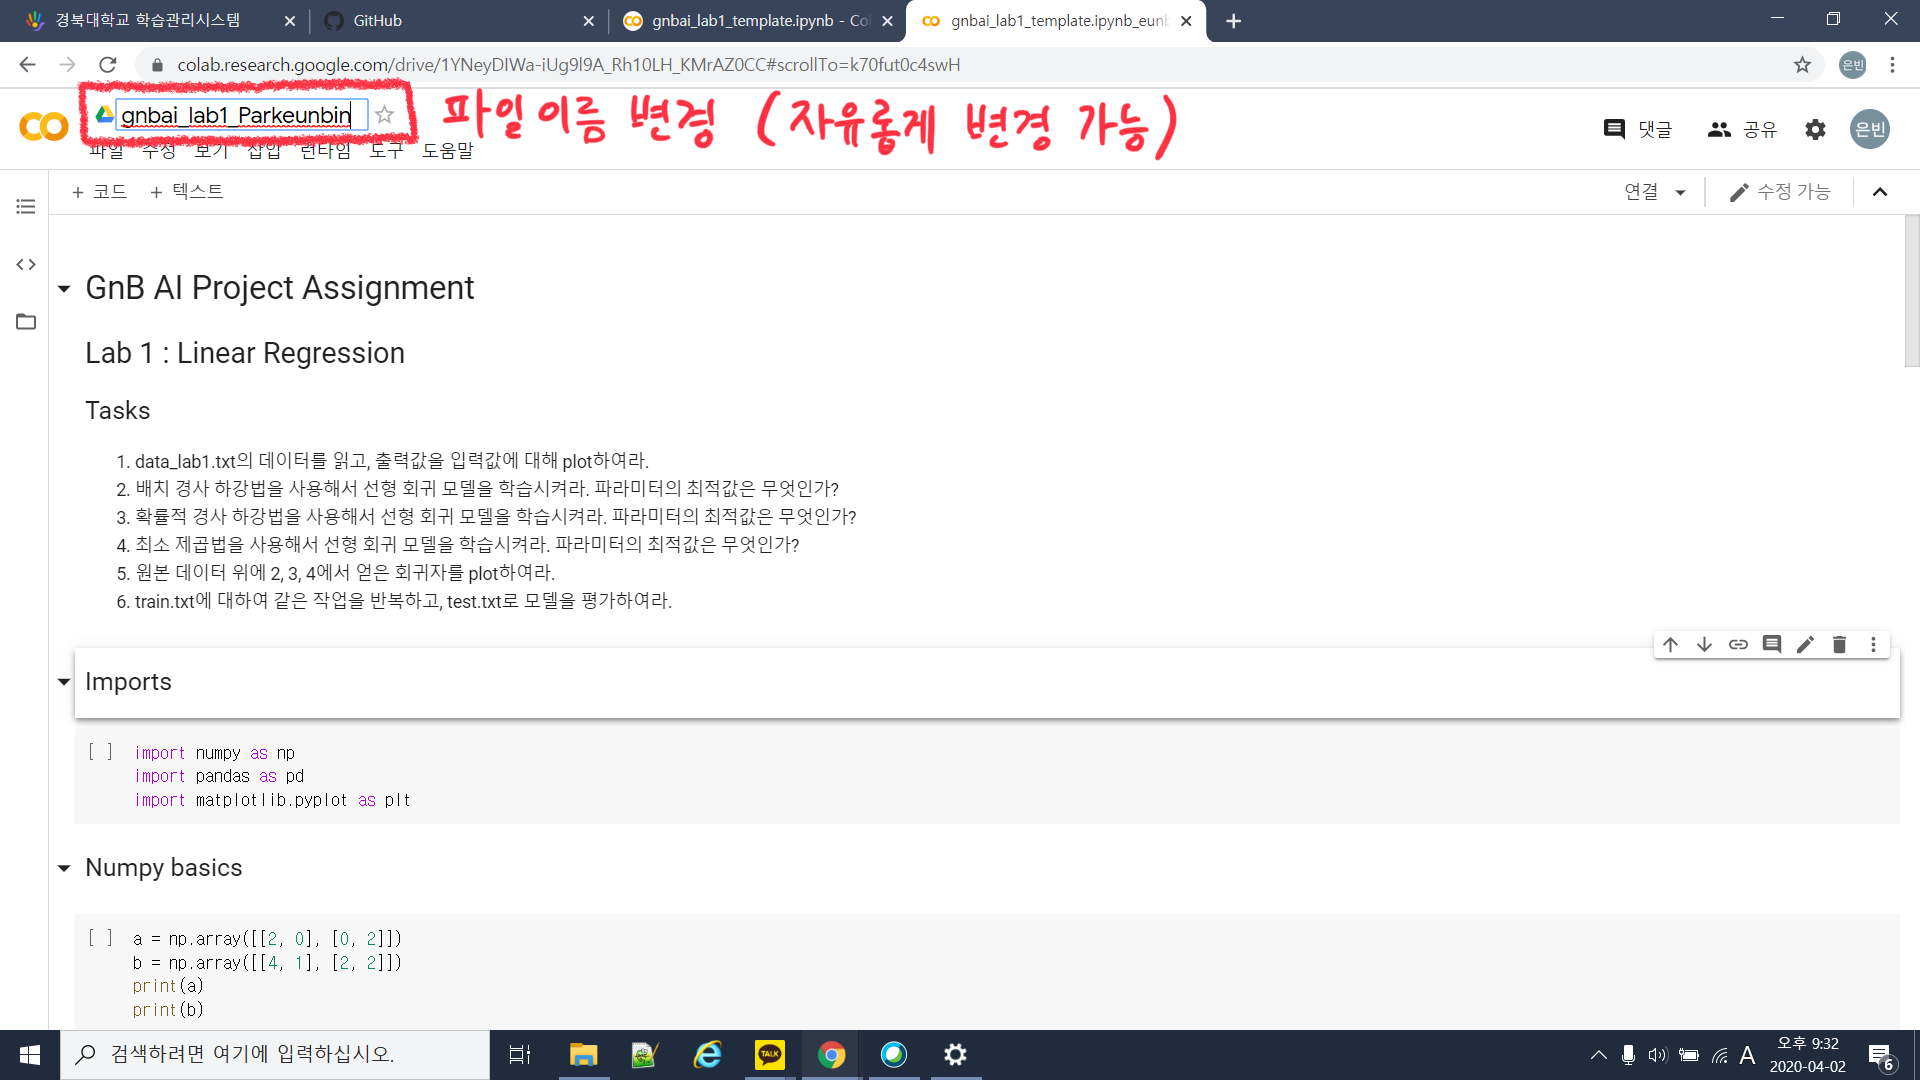 경북대학교 학습관리시스템
GitHub
gnbai_lab1_template.ipynb - Co
gnbai_lab1_template.ipynb_eunb
colab.research.google.com/drive/1YNeyDIWa-iUg9l9A_Rh10LH_KMrAZ0CC#scrollTo=k70fut0c4swH
은빈
gnbai_lab1_Parkeunbin
파일이름 변경 (자유롭게 변경 가능)
파일 수정 보기 삽입 런타임 도구 도움말
댓글
공유
은빈
+ 코드 + 텍스트
연결
수정 가능
GnB AI Project Assignment
Lab 1 : Linear Regression
Tasks
1. data_lab1.txt의 데이터를 읽고, 출력값을 입력값에 대해 plot하여라.
2. 배치 경사 하강법을 사용해서 선형 회귀 모델을 학습시켜라. 파라미터의 최적값은 무엇인가?
3. 확률적 경사 하강법을 사용해서 선형 회귀 모델을 학습시켜라. 파라미터의 최적값은 무엇인가?
4. 최소 제곱법을 사용해서 선형 회귀 모델을 학습시켜라. 파라미터의 최적값은 무엇인가?
5. 원본 데이터 위에 2, 3, 4에서 얻은 회귀자를 plot하여라.
6. train.txt에 대하여 같은 작업을 반복하고, test.txt로 모델을 평가하여라.
Imports
[ ] import numpy as np
import pandas as pd
import matplotlib.pyplot as plt
Numpy basics
[ ] a = np.array([[2, 0], [0, 2]])
b = np.array([[4, 1], [2, 2]])
print(a)
print(b)
검색하려면 여기에 입력하십시오.
TALK
A
오후 9:32
2020-04-02
6